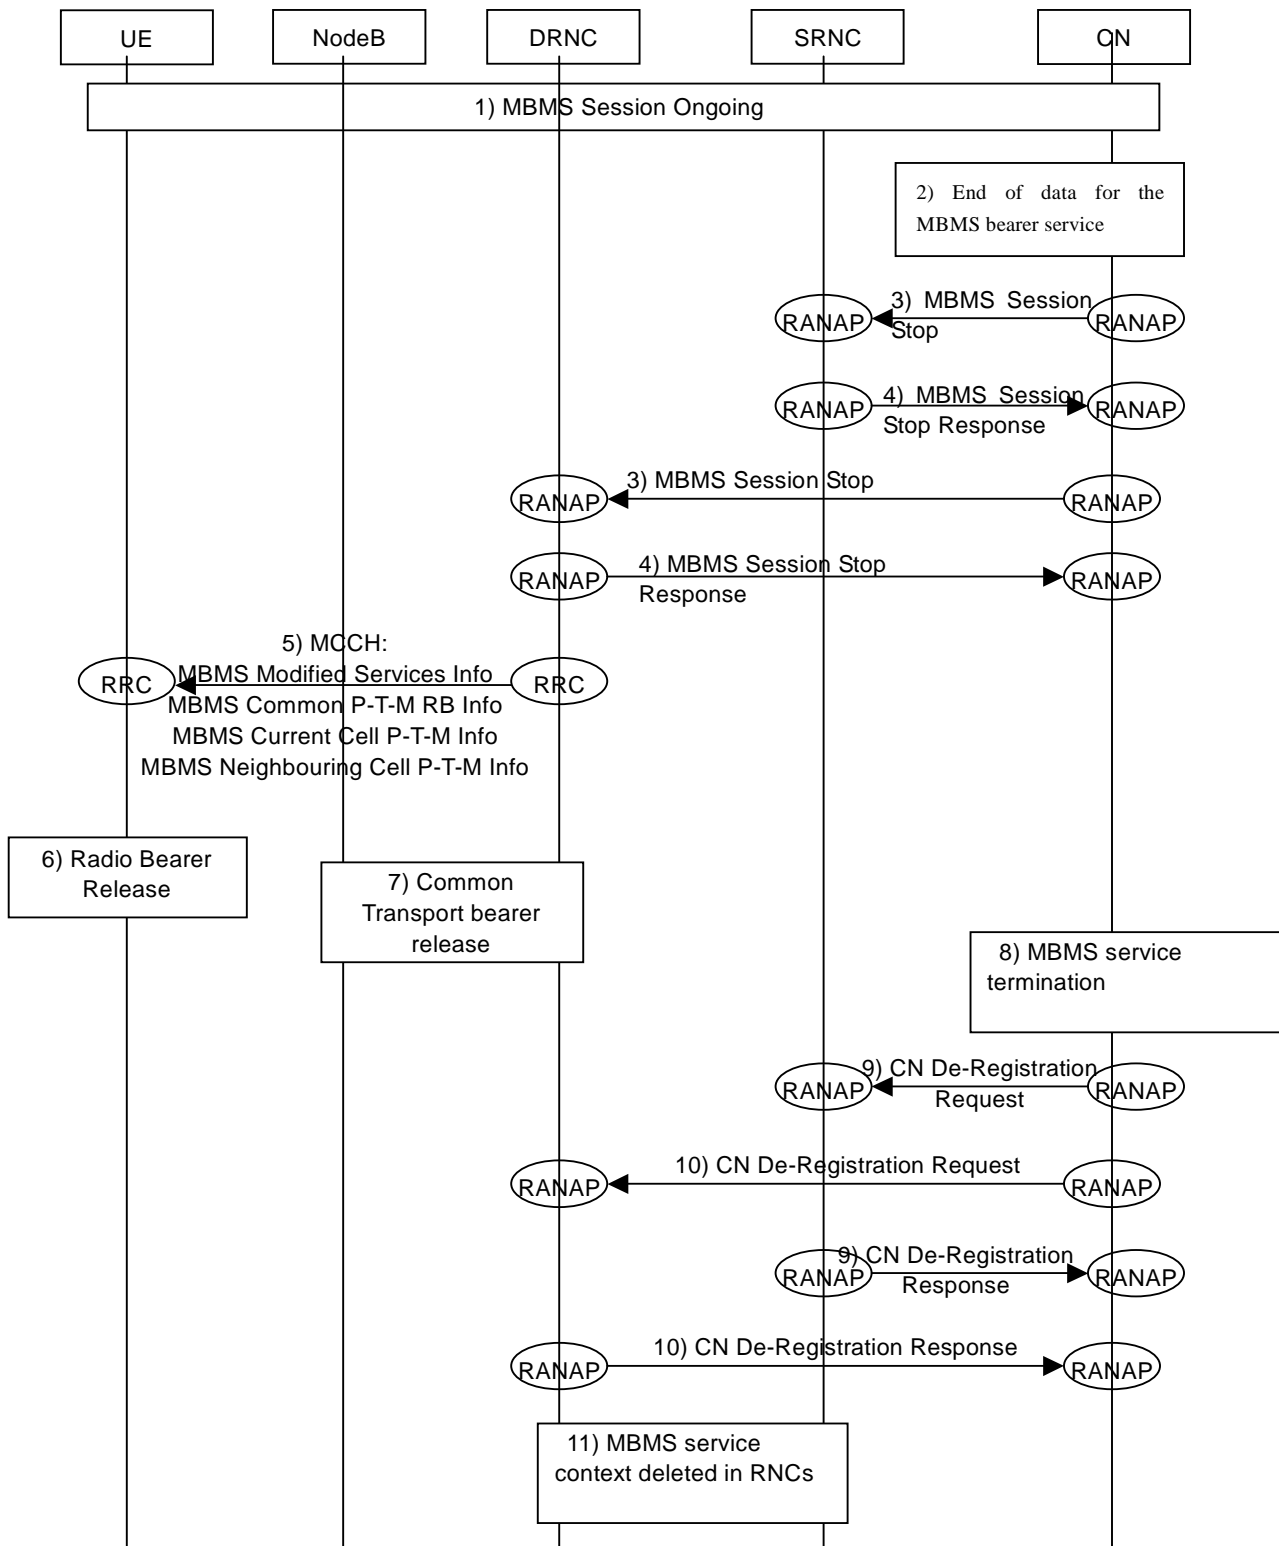 UE
NodeB
DRNC
SRNC
CN
1) MBMS Session Ongoing
2) End of data for the
MBMS bearer service
3) MBMS Session
Stop
RANAP
RANAP
4) MBMS Session
Stop Response
RANAP
RANAP
3) MBMS Session Stop
RANAP
RANAP
4) MBMS Session Stop
Response
RANAP
RANAP
5) MCCH:
MBMS Modified Services Info
MBMS Common P-T-M RB Info
MBMS Current Cell P-T-M Info
MBMS Neighbouring Cell P-T-M Info
RRC
RRC
6) Radio Bearer
Release
7) Common
Transport bearer
release
8) MBMS service
termination
9) CN De-Registration
Request
RANAP
RANAP
10) CN De-Registration Request
RANAP
RANAP
9) CN De-Registration
Response
RANAP
RANAP
10) CN De-Registration Response
RANAP
RANAP
11) MBMS service
context deleted in RNCs